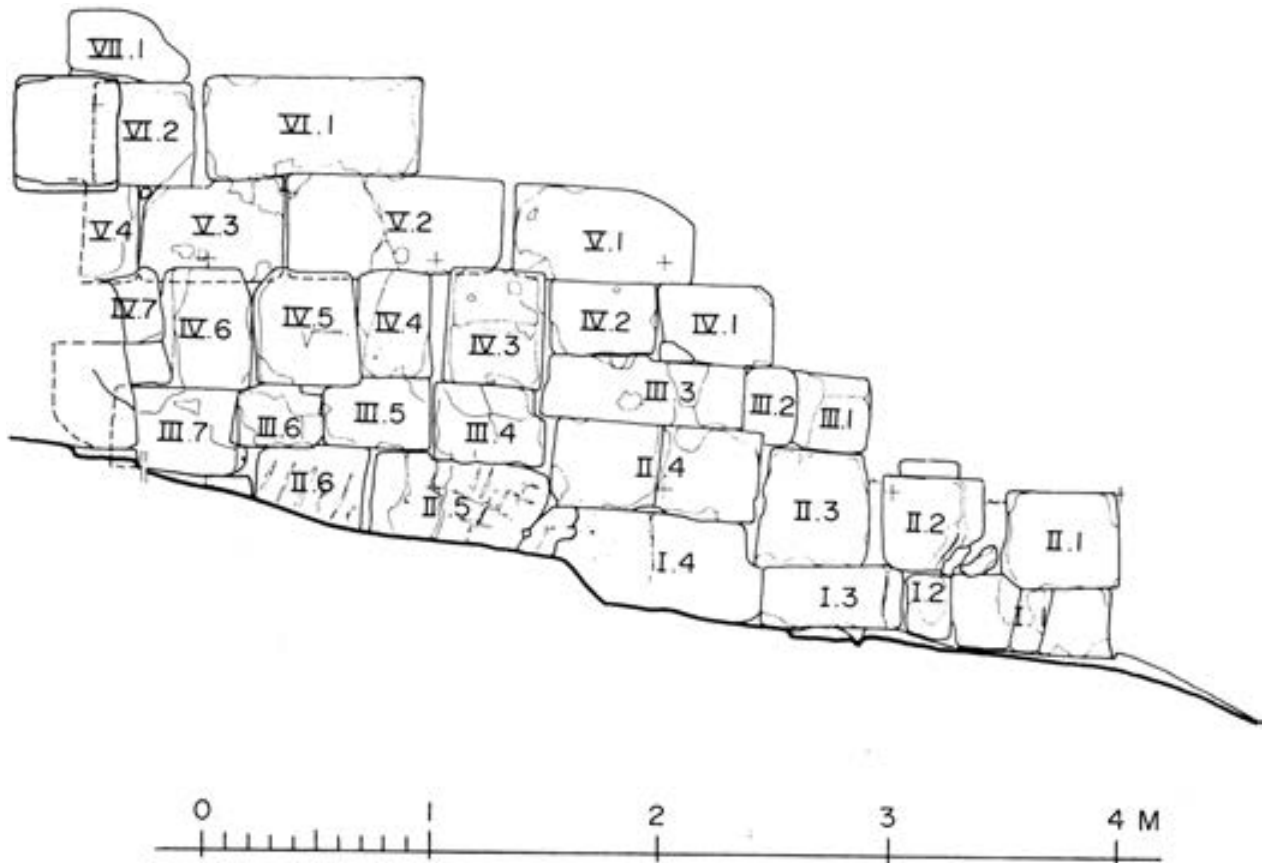 VII.1
VI.2 VI.1
V.4 V.3 V.2 V.1
IV.7 IV.6 IV.5 IV.4 IV.3 IV.2 IV.1
III.7 III.6 III.5 III.4 III 3 III.2 III.1
II.6 II.5 II.4 II.3 II.2 II.1
I.4 I.3 I.2 I.1
0 1 2 3 4 M